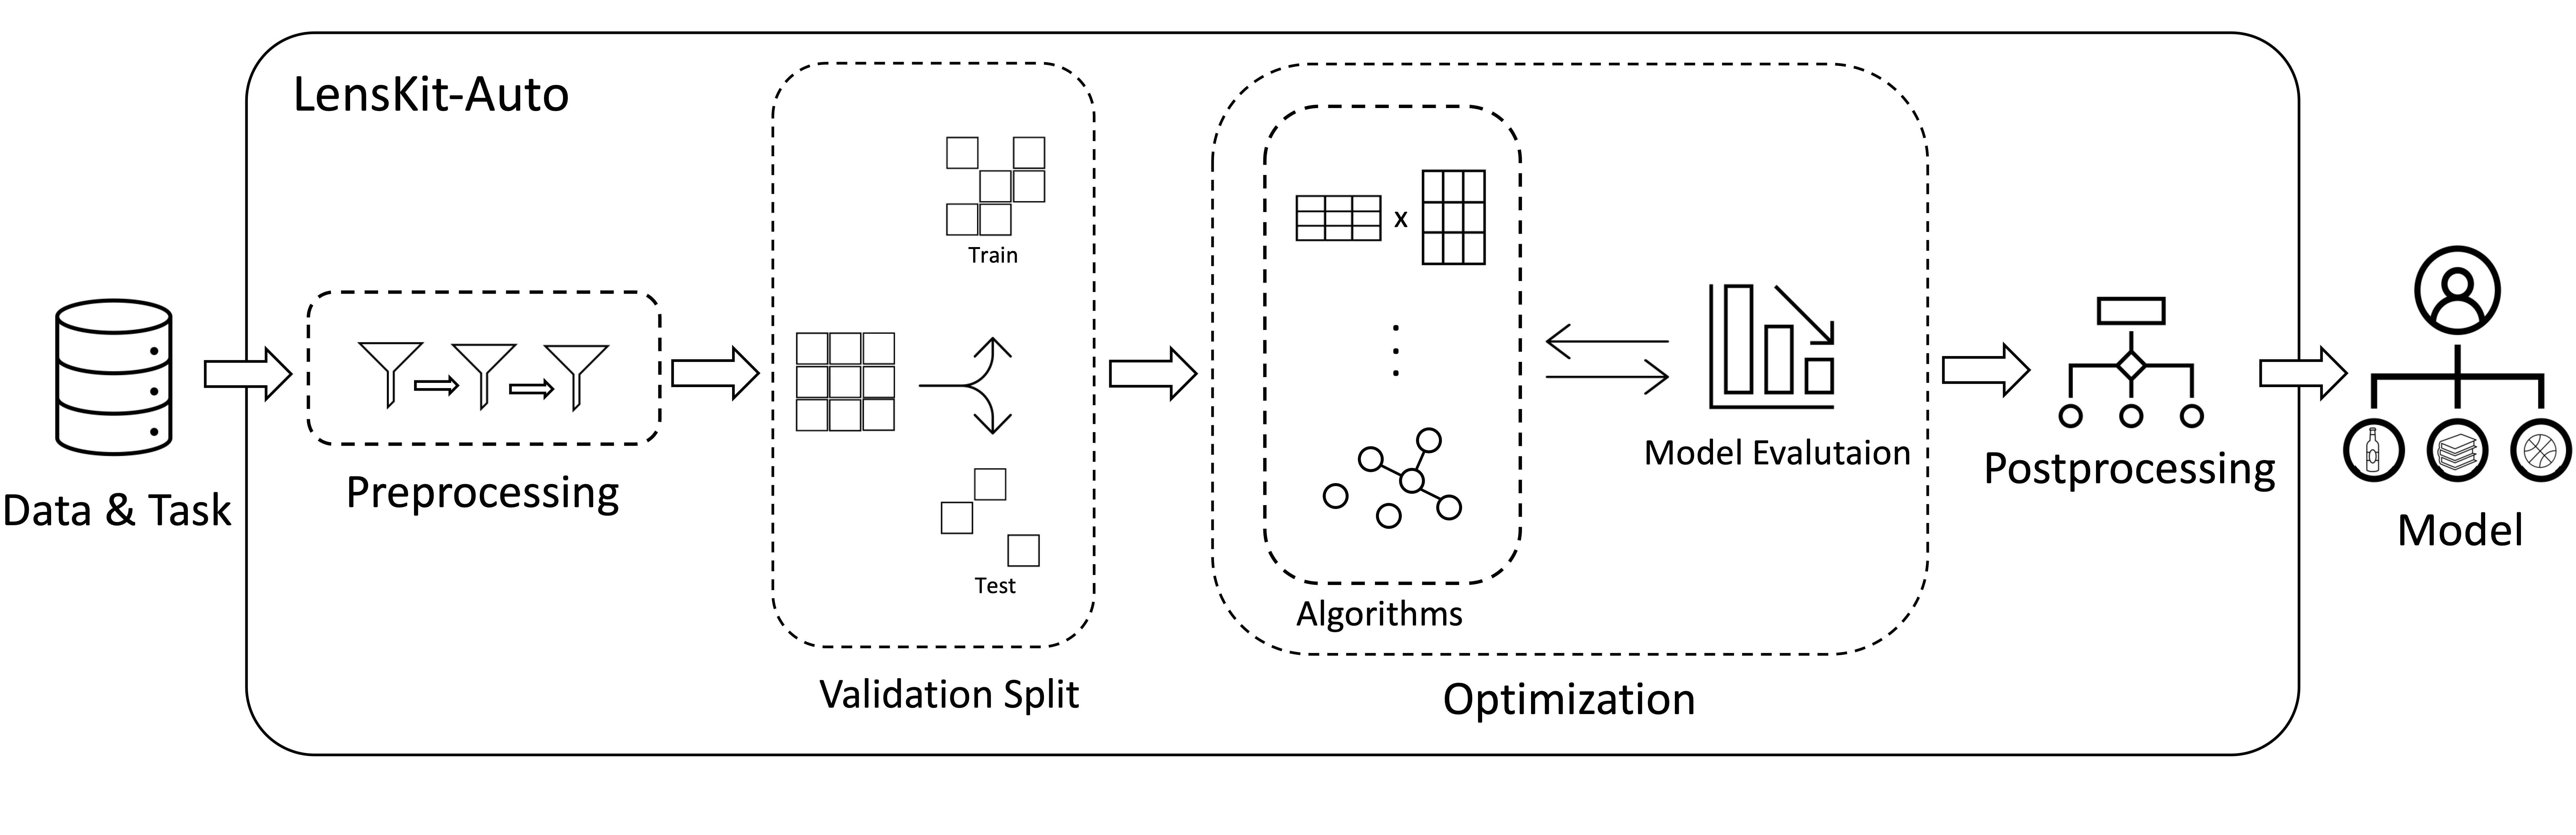 LensKit-Auto
Data & Task
Preprocessing
Train
Test
Validation Split
x
Algorithms
Model Evalutaion
Optimization
Postprocessing
Model